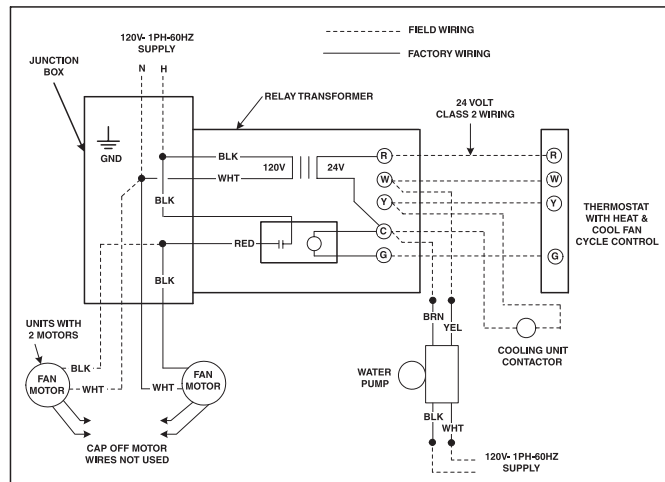 120V- 1PH-60HZ
SUPPLY
N H
JUNCTION
BOX
FIELD WIRING
FACTORY WIRING
RELAY TRANSFORMER
24 VOLT
CLASS 2 WIRING
GND
BLK
WHT
120V
24V
R
W
Y
C
G
R
W
Y
G
THERMOSTAT
WITH HEAT &
COOL FAN
CYCLE CONTROL
BLK
RED
BLK
UNITS WITH
2 MOTORS
BLK
WHT
FAN
MOTOR
WHT
FAN
MOTOR
CAP OFF MOTOR
WIRES NOT USED
BRN
YEL
WATER
PUMP
BLK
WHT
COOLING UNIT
CONTACTOR
120V- 1PH-60HZ
SUPPLY